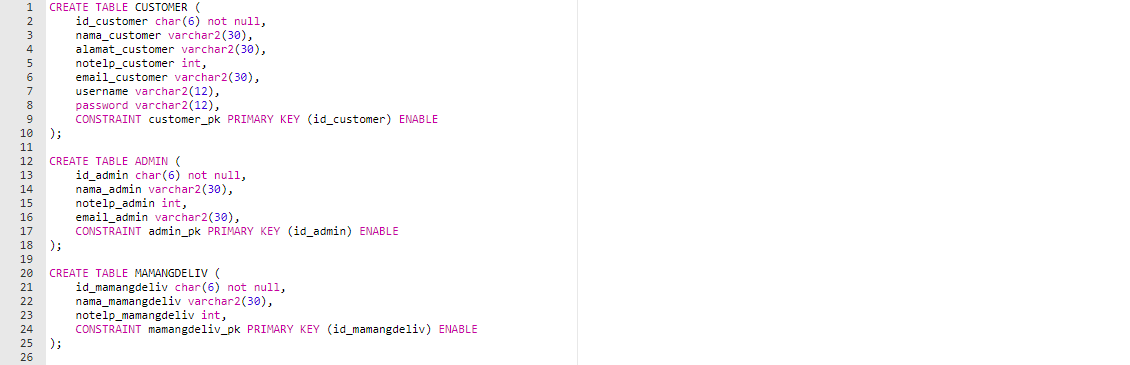 1 CREATE TABLE CUSTOMER (
2 id_customer char(6) not null,
3 nama_customer varchar2(30),
4 alamat_customer varchar2(30),
5 notelp_customer int,
6 email_customer varchar2(30),
7 username varchar2(12),
8 password varchar2(12),
9 CONSTRAINT customer_pk PRIMARY KEY (id_customer) ENABLE
10 );
11
12 CREATE TABLE ADMIN (
13 id_admin char(6) not null,
14 nama_admin varchar2(30),
15 notelp_admin int,
16 email_admin varchar2(30),
17 CONSTRAINT admin_pk PRIMARY KEY (id_admin) ENABLE
18 );
19
20 CREATE TABLE MAMANGDELIV (
21 id_mamangdeliv char(6) not null,
22 nama_mamangdeliv varchar2(30),
23 notelp_mamangdeliv int,
24 CONSTRAINT mamangdeliv_pk PRIMARY KEY (id_mamangdeliv) ENABLE
25 );
26